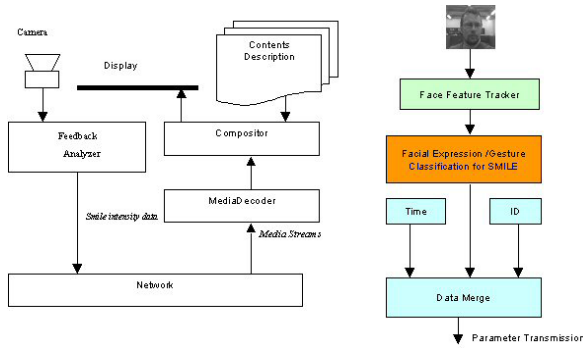 Camera
Display
Contents
Description
Feedback
Analyzer
Compositor
MediaDecoder
Smile intensity data
Media Streams
Network
Face Feature Tracker
Facial Expression /Gesture
Classification for SMILE
Time
ID
Data Merge
Parameter Transmission